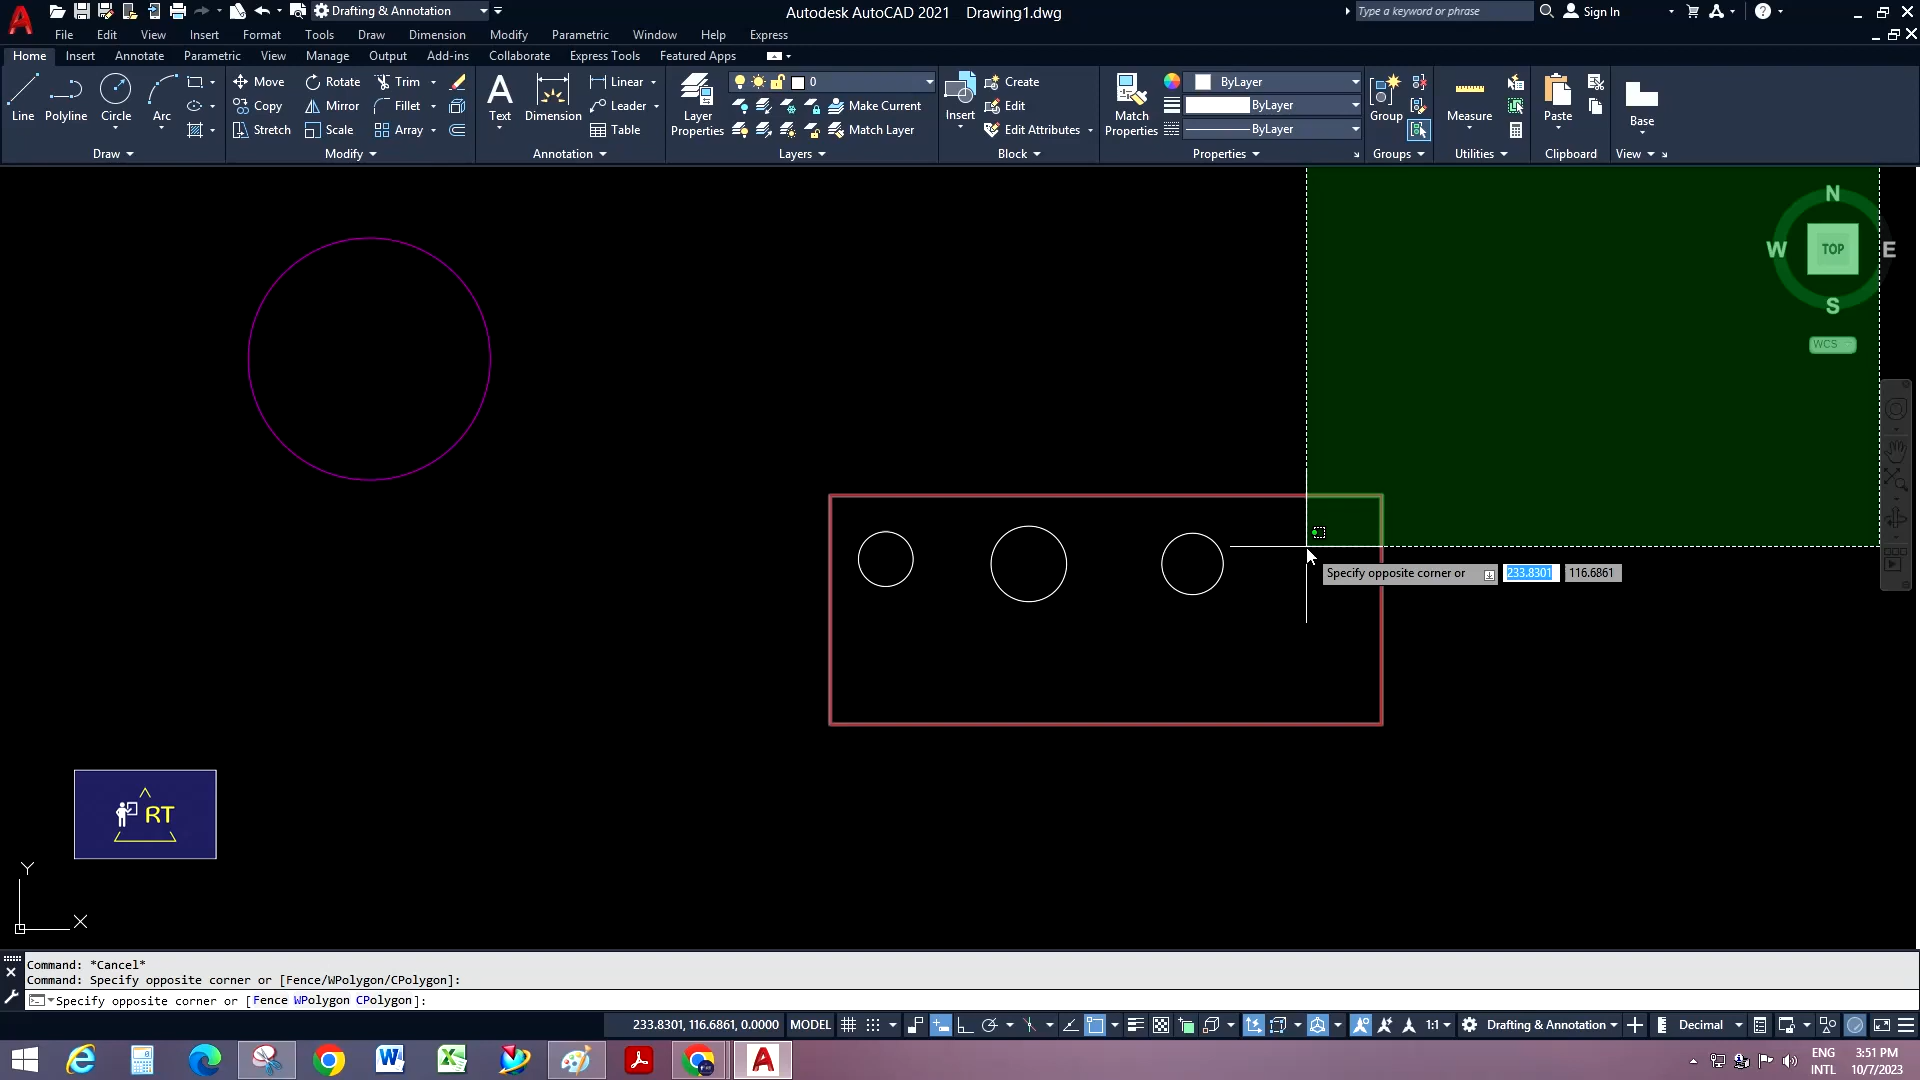 Drafting & Annotation
Autodesk AutoCAD 2021 Drawing1.dwg
Type a keyword or phrase
Sign In
File Edit View Insert Format Tools Draw Dimension Modify Parametric Window Help Express
Home Insert Annotate Parametric View Manage Output Add-ins Collaborate Express Tools Featured Apps
Line Polyline Circle Arc
Move Rotate Trim
Copy Mirror Fillet
Stretch Scale Array
Text Dimension
Linear
Leader
Table
Layer
Properties
0
Make Current
Match Layer
Insert
Create
Edit
Edit Attributes
Match
Properties
ByLayer
ByLayer
ByLayer
Group
Measure
Paste
Base
Draw Modify Annotation Layers Block Properties Groups Utilities Clipboard View
N
W TOP E
S
WCS
Specify opposite corner or 233.8301 116.6861
RT
Y
X
Command: *Cancel*
Command: Specify opposite corner or [Fence/WPolygon/CPolygon]:
Specify opposite corner or [Fence WPolygon CPolygon]:
233.8301, 116.6861, 0.0000 MODEL 1:1 Drafting & Annotation Decimal
ENG 3:51 PM
INTL 10/7/2023